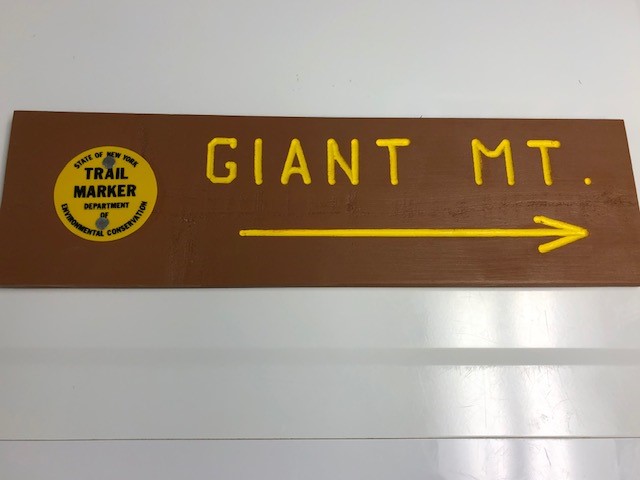 STATE OF NEW YORK
TRAIL
MARKER
DEPARTMENT
OF
ENVIRONMENTAL CONSERVATION
GIANT MT.